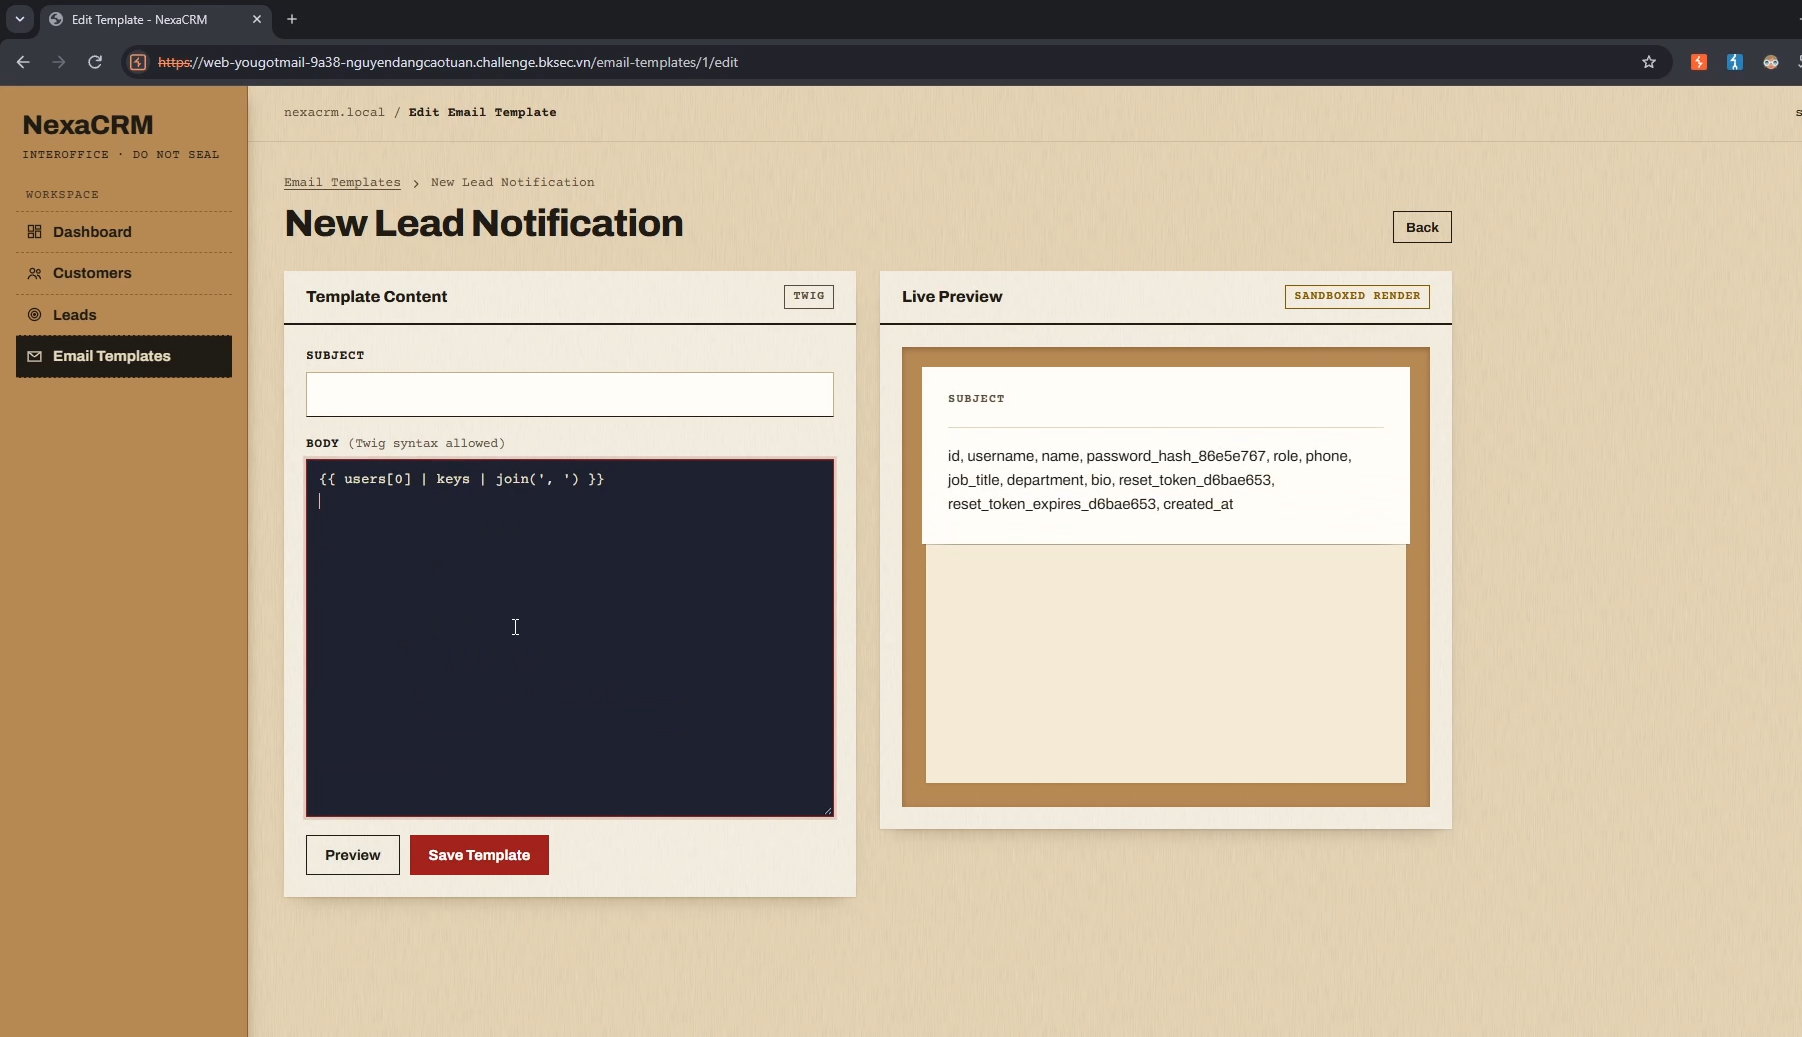 Edit Template - NexaCRM
https://web-yougotmail-9a38-nguyendangcaotuan.challenge.bksec.vn/email-templates/1/edit
NexaCRM
INTEROFFICE · DO NOT SEAL
WORKSPACE
Dashboard
Customers
Leads
Email Templates
nexacrm.local / Edit Email Template
Email Templates › New Lead Notification
New Lead Notification
Back
Template Content
TWIG
SUBJECT
BODY (Twig syntax allowed)
{{ users[0] | keys | join(', ') }}
Preview
Save Template
Live Preview
SANDBOXED RENDER
SUBJECT
id, username, name, password_hash_86e5e767, role, phone,
job_title, department, bio, reset_token_d6bae653,
reset_token_expires_d6bae653, created_at